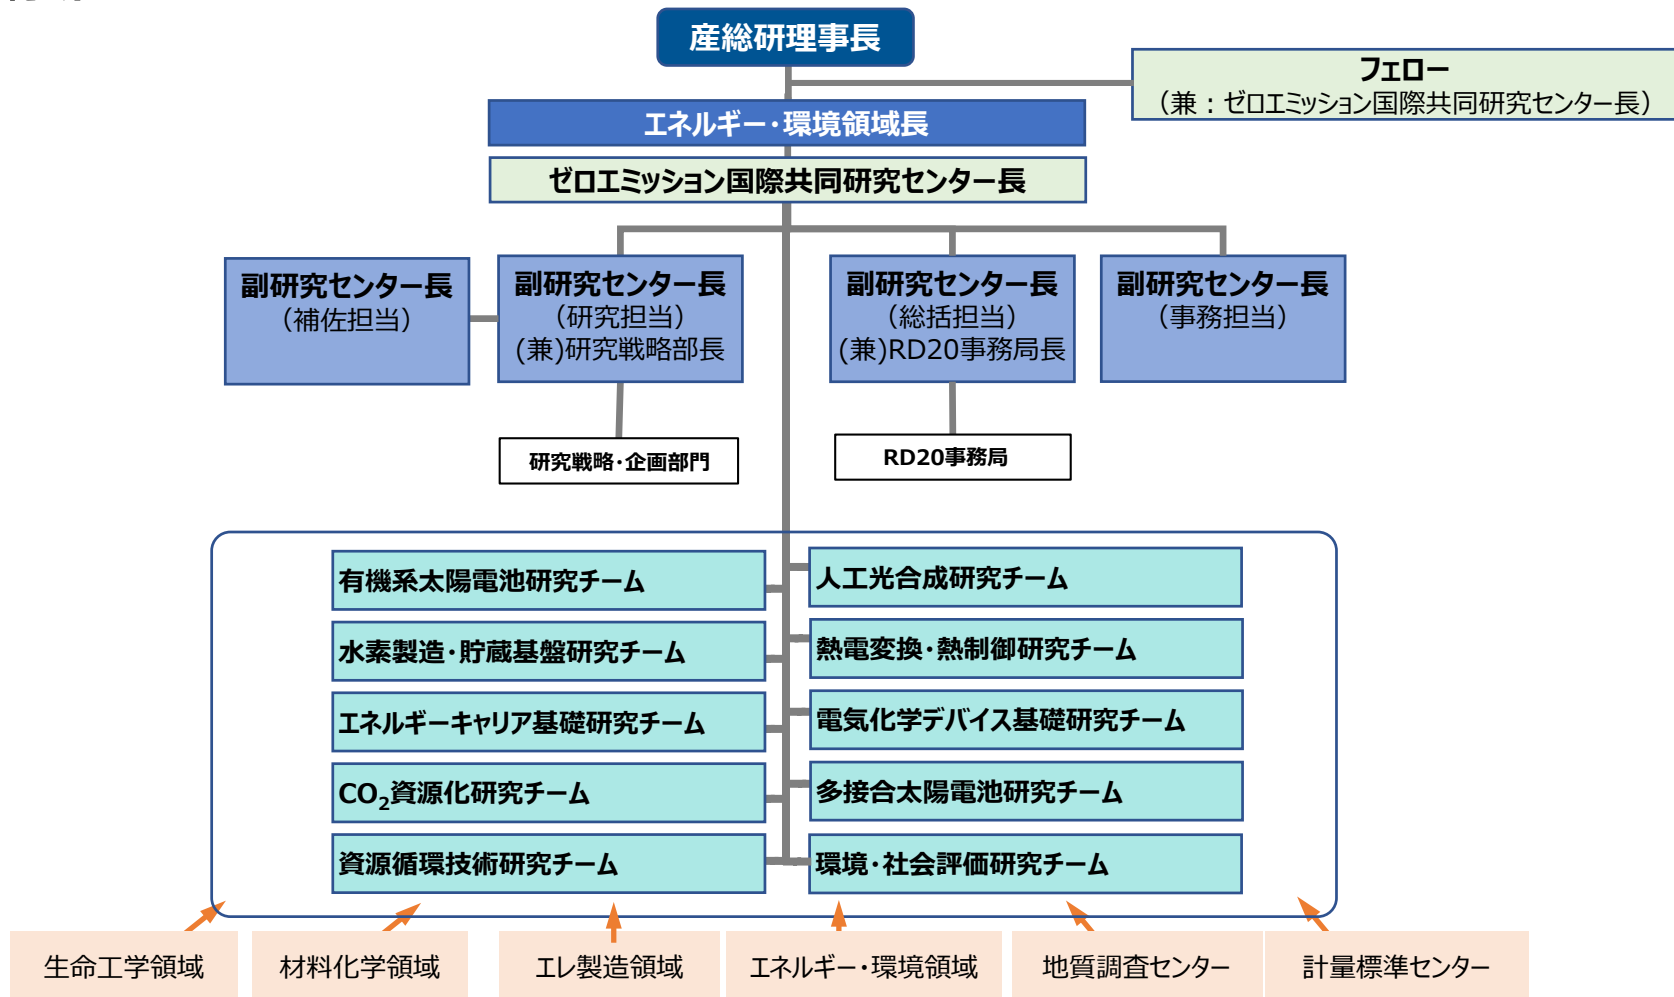 産総研理事長
フェロー
（兼：ゼロエミッション国際共同研究センター長）
エネルギー・環境領域長
ゼロエミッション国際共同研究センター長
副研究センター長
（補佐担当）
副研究センター長
（研究担当）
(兼)研究戦略部長
副研究センター長
（総括担当）
(兼)RD20事務局長
副研究センター長
（事務担当）
研究戦略・企画部門
RD20事務局
有機系太陽電池研究チーム
人工光合成研究チーム
水素製造・貯蔵基盤研究チーム
熱電変換・熱制御研究チーム
エネルギーキャリア基礎研究チーム
電気化学デバイス基礎研究チーム
CO₂資源化研究チーム
多接合太陽電池研究チーム
資源循環技術研究チーム
環境・社会評価研究チーム
生命工学領域
材料化学領域
エレ製造領域
エネルギー・環境領域
地質調査センター
計量標準センター